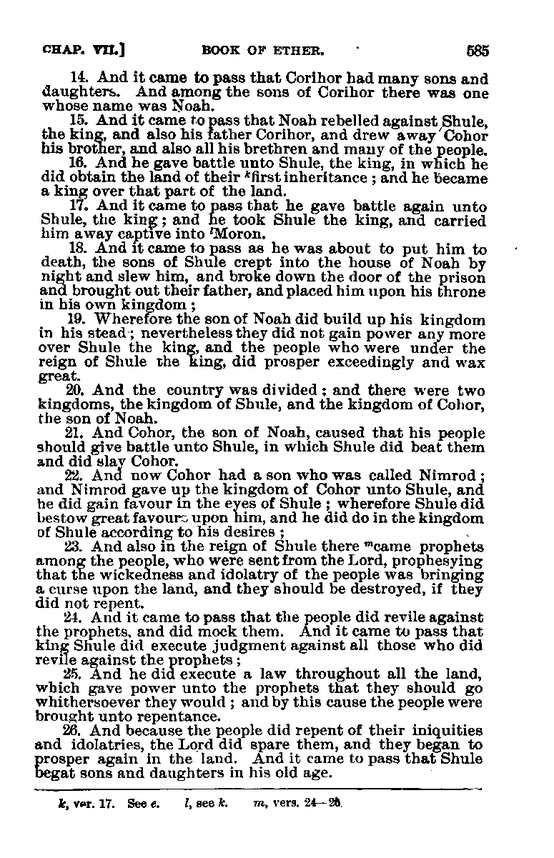 CHAP. VII.] BOOK OF ETHER. 585
14. And it came to pass that Corihor had many sons and
daughters. And among the sons of Corihor there was one
whose name was Noah.
15. And it came to pass that Noah rebelled against Shule,
the king, and also his father Corihor, and drew away Cohor
his brother, and also all his brethren and many of the people.
16. And he gave battle unto Shule, the king, in which he
did obtain the land of their kfirst inheritance; and he became
a king over that part of the land.
17. And it came to pass that he gave battle again unto
Shule, the king; and he took Shule the king, and carried
him away captive into lMoron.
18. And it came to pass as he was about to put him to
death, the sons of Shule crept into the house of Noah by
night and slew him, and broke down the door of the prison
and brought out their father, and placed him upon his throne
in his own kingdom;
19. Wherefore the son of Noah did build up his kingdom
in his stead; nevertheless they did not gain power any more
over Shule the king, and the people who were under the
reign of Shule the king, did prosper exceedingly and wax
great.
20. And the country was divided; and there were two
kingdoms, the kingdom of Shule, and the kingdom of Cohor,
the son of Noah.
21. And Cohor, the son of Noah, caused that his people
should give battle unto Shule, in which Shule did beat them
and did slay Cohor.
22. And now Cohor had a son who was called Nimrod;
and Nimrod gave up the kingdom of Cohor unto Shule, and
he did gain favour in the eyes of Shule; wherefore Shule did
bestow great favours upon him, and he did do in the kingdom
of Shule according to his desires;
23. And also in the reign of Shule there mcame prophets
among the people, who were sent from the Lord, prophesying
that the wickedness and idolatry of the people was bringing
a curse upon the land, and they should be destroyed, if they
did not repent.
24. And it came to pass that the people did revile against
the prophets, and did mock them. And it came to pass that
king Shule did execute judgment against all those who did
revile against the prophets;
25. And he did execute a law throughout all the land,
which gave power unto the prophets that they should go
whithersoever they would; and by this cause the people were
brought unto repentance.
26. And because the people did repent of their iniquities
and idolatries, the Lord did spare them, and they began to
prosper again in the land. And it came to pass that Shule
begat sons and daughters in his old age.
k, ver. 17. See e. l, see k. m, vers. 24—26.